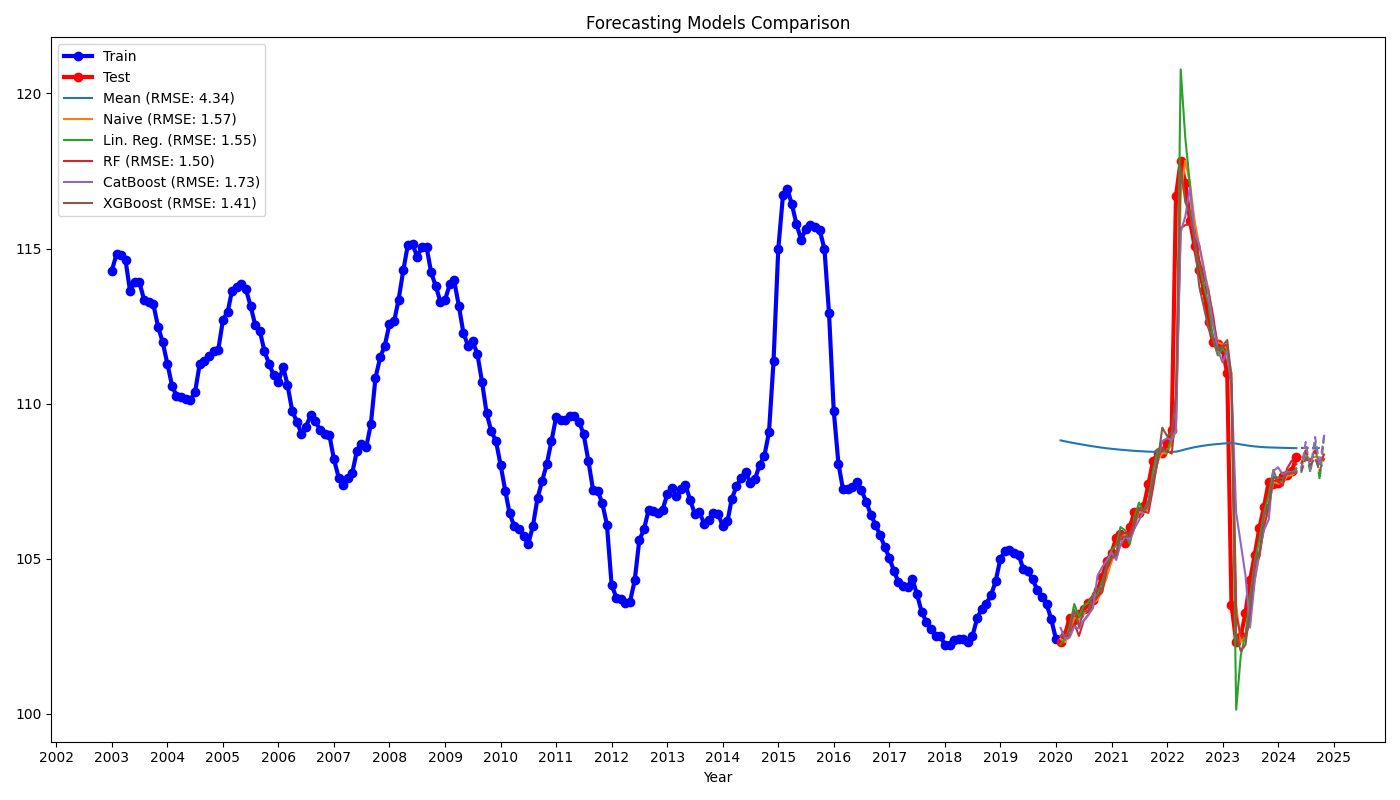 Forecasting Models Comparison
Train
Test
Mean (RMSE: 4.34)
Naive (RMSE: 1.57)
Lin. Reg. (RMSE: 1.55)
RF (RMSE: 1.50)
CatBoost (RMSE: 1.73)
XGBoost (RMSE: 1.41)
120
115
110
105
100
2002 2003 2004 2005 2006 2007 2008 2009 2010 2011 2012 2013 2014 2015 2016 2017 2018 2019 2020 2021 2022 2023 2024 2025
Year